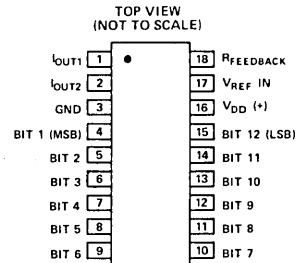 TOP VIEW
(NOT TO SCALE)
IOUT1 1 18 RFEEDBACK
IOUT2 2 17 VREF IN
GND 3 16 VDD (+)
BIT 1 (MSB) 4 15 BIT 12 (LSB)
BIT 2 5 14 BIT 11
BIT 3 6 13 BIT 10
BIT 4 7 12 BIT 9
BIT 5 8 11 BIT 8
BIT 6 9 10 BIT 7